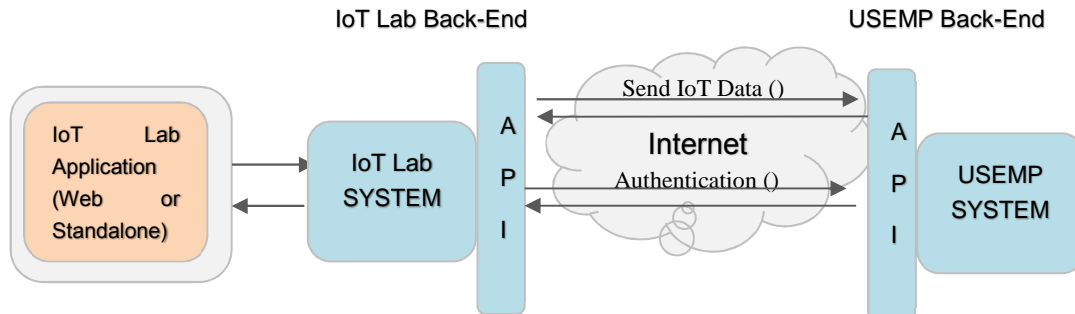 IoT Lab Back-End
USEMP Back-End
IoT Lab
Application
(Web or
Standalone)
IoT Lab
SYSTEM
A
P
I
Send IoT Data ()
Internet
Authentication ()
A
P
I
USEMP
SYSTEM